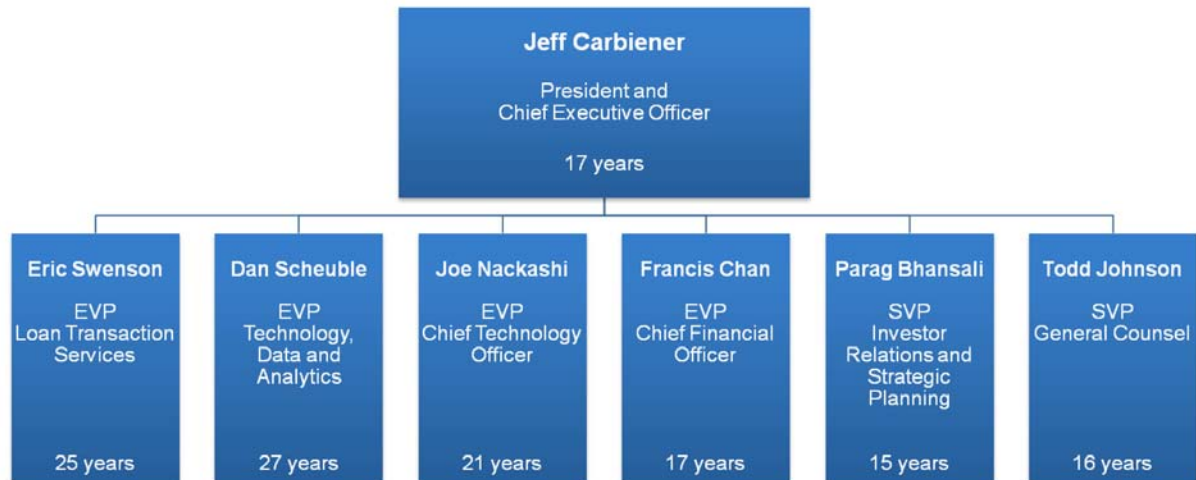 Jeff Carbiener
President and
Chief Executive Officer
17 years
Eric Swenson
EVP
Loan Transaction
Services
25 years
Dan Scheuble
EVP
Technology,
Data and
Analytics
27 years
Joe Nackashi
EVP
Chief Technology
Officer
21 years
Francis Chan
EVP
Chief Financial
Officer
17 years
Parag Bhansali
SVP
Investor
Relations and
Strategic
Planning
15 years
Todd Johnson
SVP
General Counsel
16 years